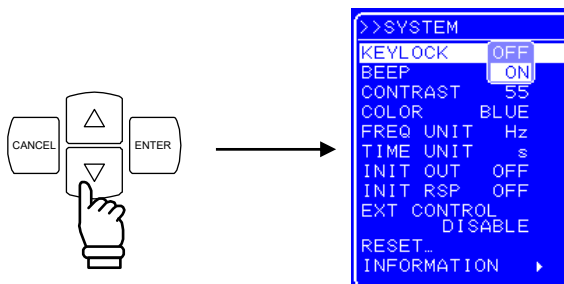 CANCEL
ENTER
>>SYSTEM
KEYLOCK OFF
BEEP ON
CONTRAST 55
COLOR BLUE
FREQ UNIT Hz
TIME UNIT s
INIT OUT OFF
INIT RSP OFF
EXT CONTROL
DISABLE
RESET…
INFORMATION